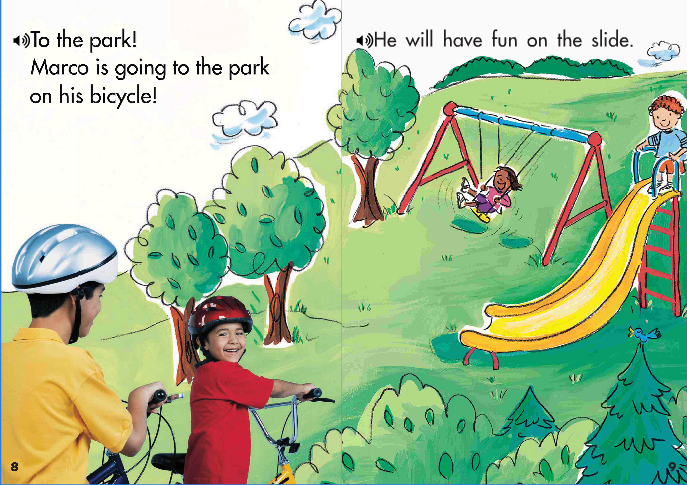 To the park!
Marco is going to the park
on his bicycle!
He will have fun on the slide.
8
9